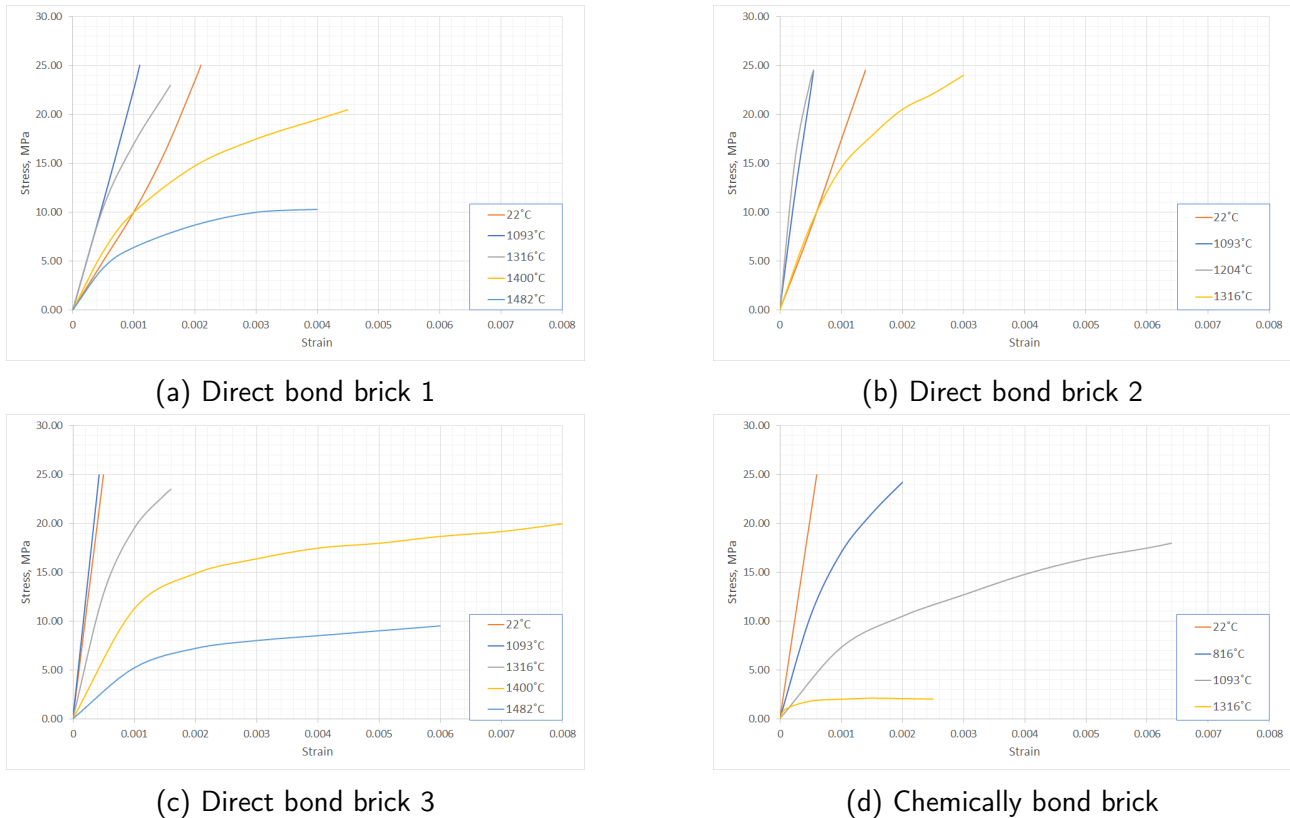 30.00
25.00
20.00
15.00
10.00
5.00
0.00
Stress, MPa
0 0.001 0.002 0.003 0.004 0.005 0.006 0.007 0.008
Strain
22˚C
1093˚C
1316˚C
1400˚C
1482˚C
(a) Direct bond brick 1
30.00
25.00
20.00
15.00
10.00
5.00
0.00
Stress, MPa
0 0.001 0.002 0.003 0.004 0.005 0.006 0.007 0.008
Strain
22˚C
1093˚C
1204˚C
1316˚C
(b) Direct bond brick 2
30.00
25.00
20.00
15.00
10.00
5.00
0.00
Stress, MPa
0 0.001 0.002 0.003 0.004 0.005 0.006 0.007 0.008
Strain
22˚C
1093˚C
1316˚C
1400˚C
1482˚C
(c) Direct bond brick 3
30.00
25.00
20.00
15.00
10.00
5.00
0.00
Stress, MPa
0 0.001 0.002 0.003 0.004 0.005 0.006 0.007 0.008
Strain
22˚C
816˚C
1093˚C
1316˚C
(d) Chemically bond brick